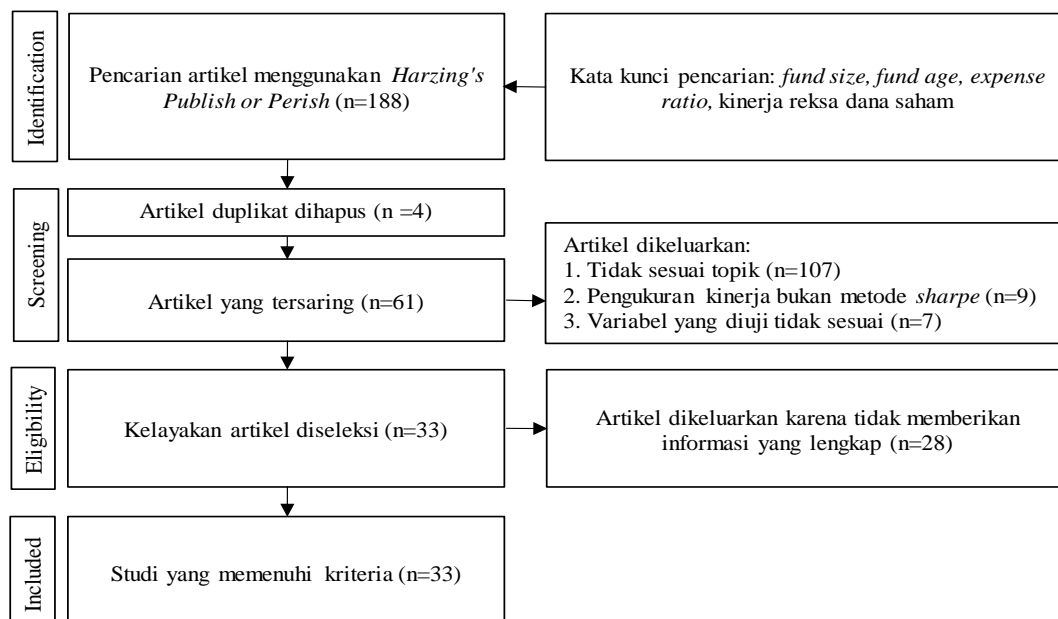 Identification
Pencarian artikel menggunakan Harzing's
Publish or Perish (n=188)
Kata kunci pencarian: fund size, fund age, expense
ratio, kinerja reksa dana saham
Screening
Artikel duplikat dihapus (n =4)
Artikel yang tersaring (n=61)
Artikel dikeluarkan:
1. Tidak sesuai topik (n=107)
2. Pengukuran kinerja bukan metode sharpe (n=9)
3. Variabel yang diuji tidak sesuai (n=7)
Eligibility
Kelayakan artikel diseleksi (n=33)
Artikel dikeluarkan karena tidak memberikan
informasi yang lengkap (n=28)
Included
Studi yang memenuhi kriteria (n=33)